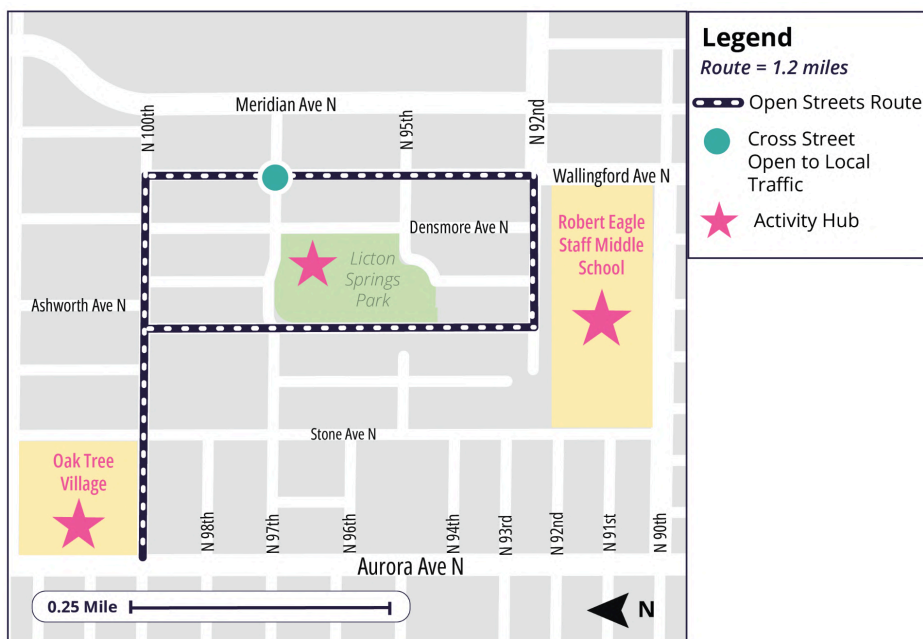 Legend
Route = 1.2 miles
Open Streets Route
Cross Street
Open to Local
Traffic
Activity Hub
Meridian Ave N
N 100th
N 95th
N 92nd
Wallingford Ave N
Densmore Ave N
Robert Eagle
Staff Middle
School
Licton
Springs
Park
Ashworth Ave N
Stone Ave N
Oak Tree
Village
N 98th
N 97th
N 96th
N 94th
N 93rd
N 92nd
N 91st
N 90th
Aurora Ave N
0.25 Mile
N